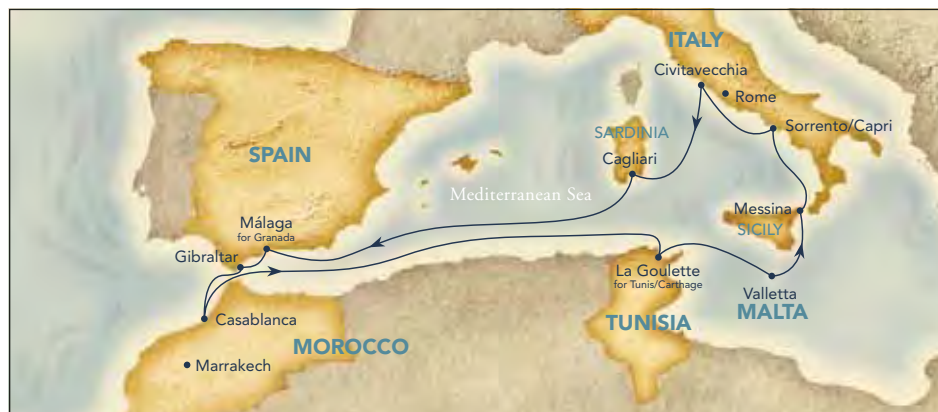 ITALY
Civitavecchia
Rome
Sorrento/Capri
SARDINIA
Cagliari
SPAIN
Mediterranean Sea
Málaga
for Granada
Gibraltar
Messina
SICILY
La Goulette
for Tunis/Carthage
Valletta
MALTA
Casablanca
TUNISIA
MOROCCO
Marrakech